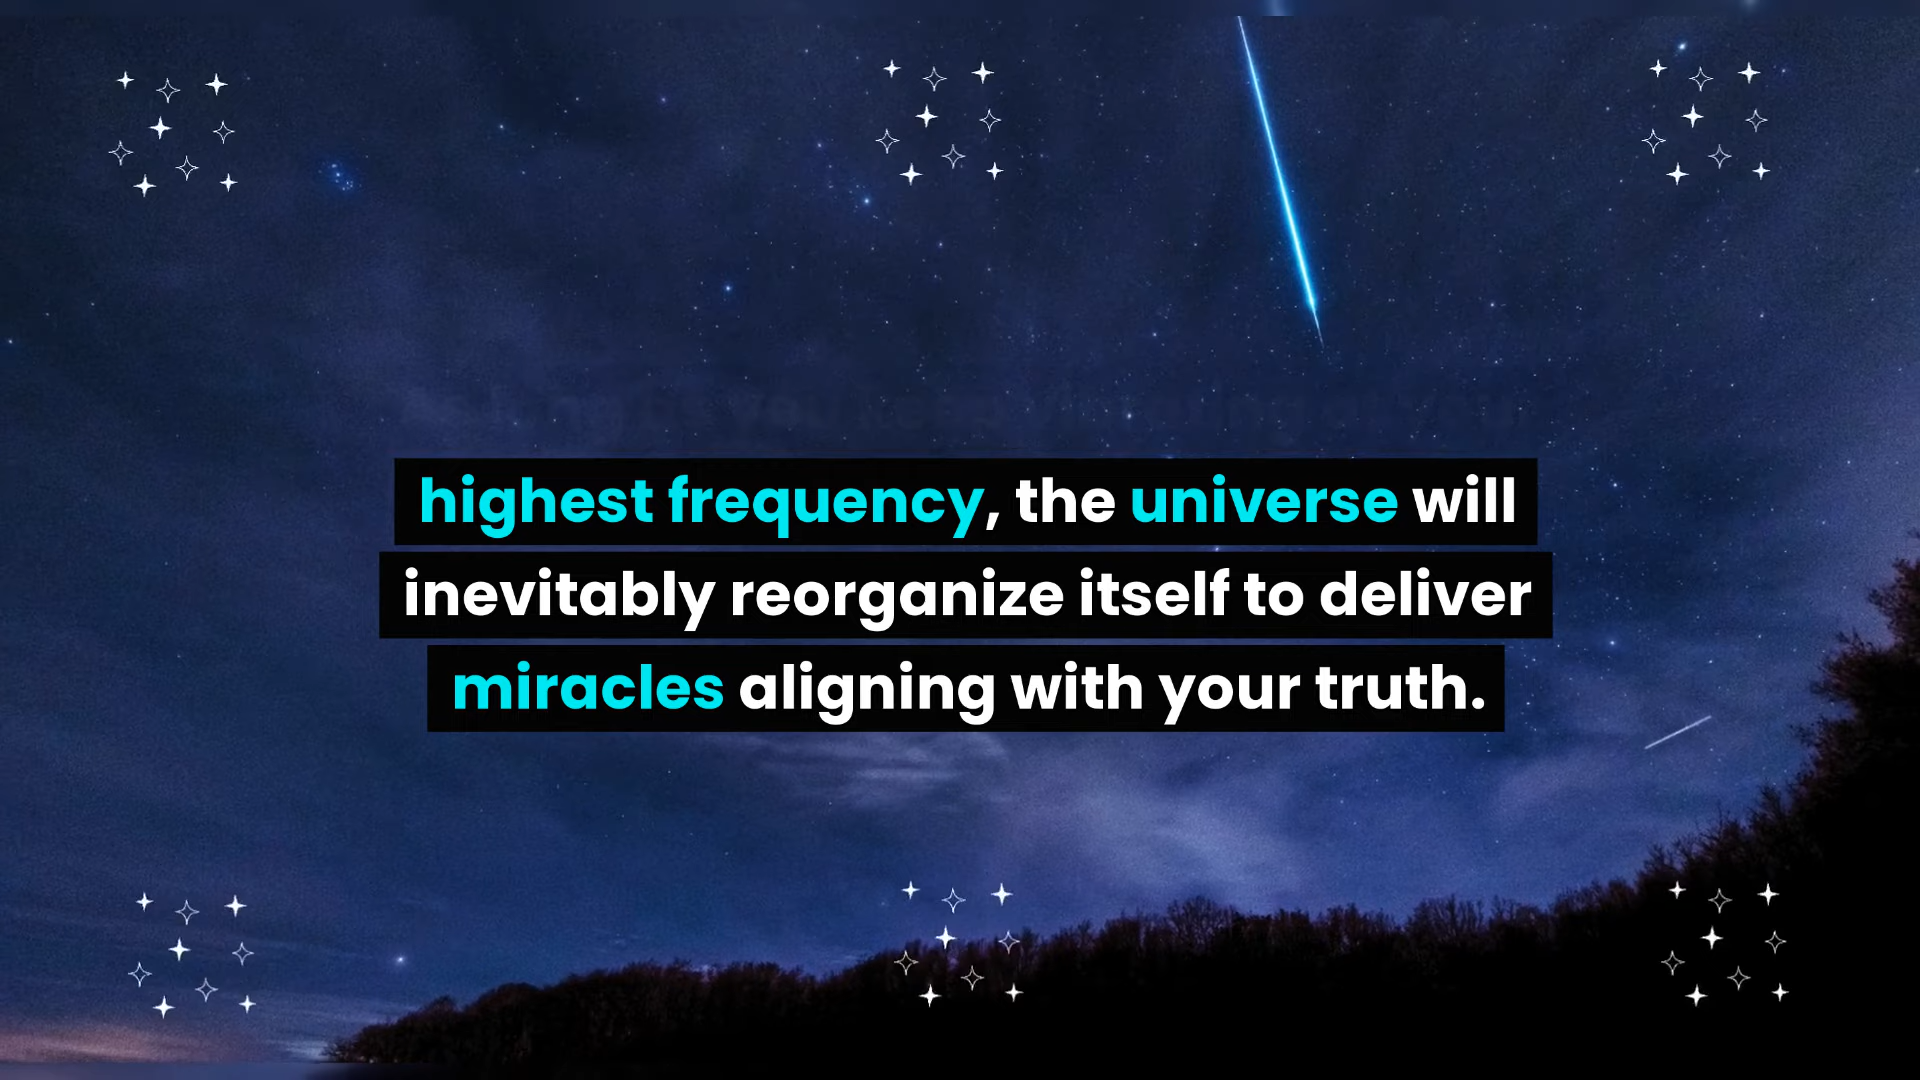 highest frequency, the universe will
inevitably reorganize itself to deliver
miracles aligning with your truth.